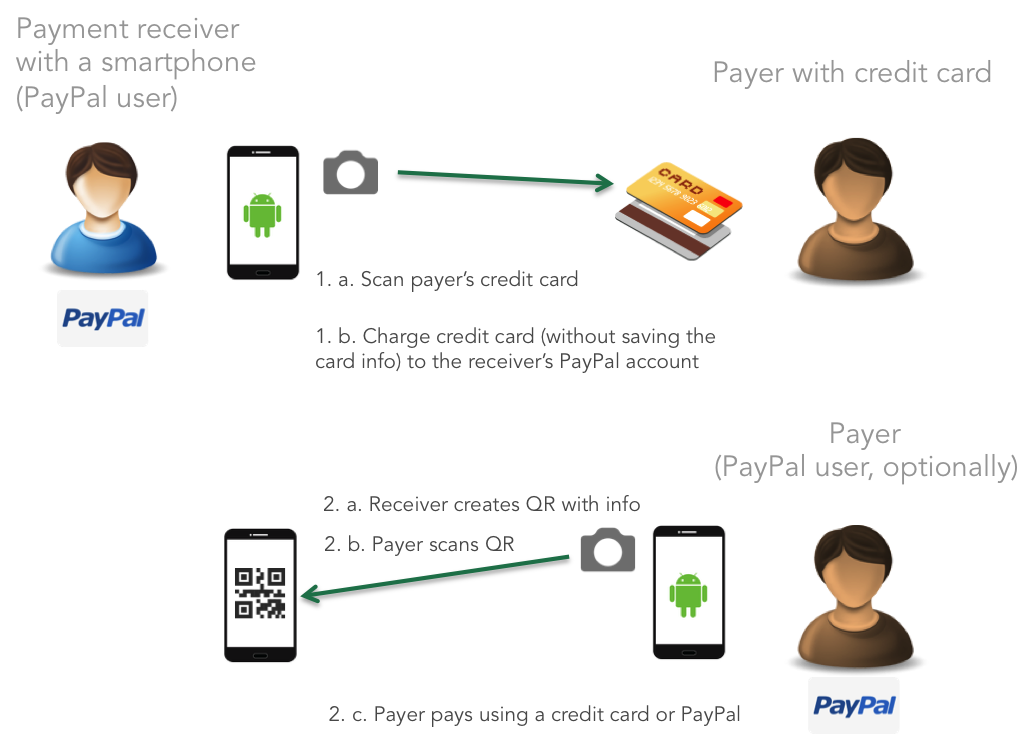 Payment receiver
with a smartphone
(PayPal user)
Payer with credit card
CARD
PayPal
1. a. Scan payer's credit card
1. b. Charge credit card (without saving the
card info) to the receiver's PayPal account
Payer
(PayPal user, optionally)
2. a. Receiver creates QR with info
2. b. Payer scans QR
2. c. Payer pays using a credit card or PayPal
PayPal